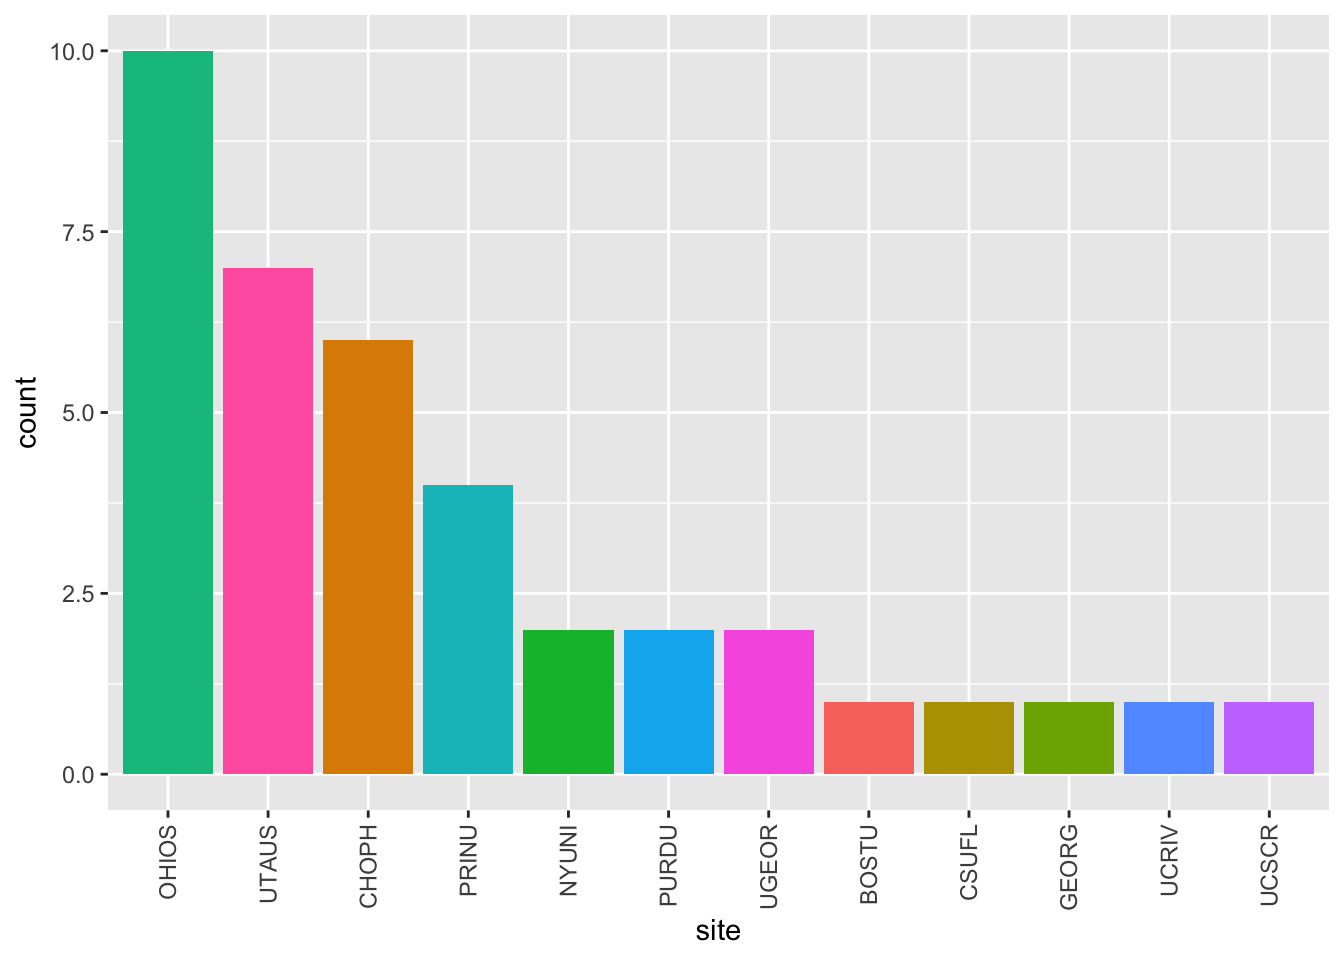 count
10.0
7.5
5.0
2.5
0.0
OHIOS
UTAUS
CHOPH
PRINU
NYUNI
PURDU
UGEOR
BOSTU
CSUFL
GEORG
UCRIV
UCSCR
site